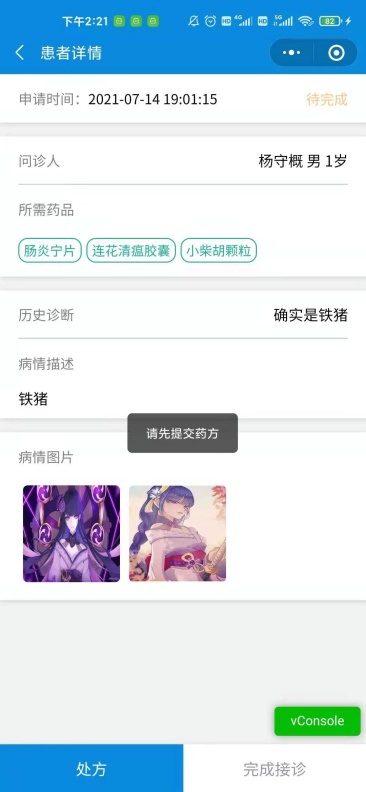 下午2:21
HD 4G HD 5G 82
患者详情
申请时间：2021-07-14 19:01:15 待完成
问诊人 杨守概 男 1岁
所需药品
肠炎宁片 连花清瘟胶囊 小柴胡颗粒
历史诊断 确实是铁猪
病情描述
铁猪
请先提交药方
病情图片
vConsole
处方 完成接诊